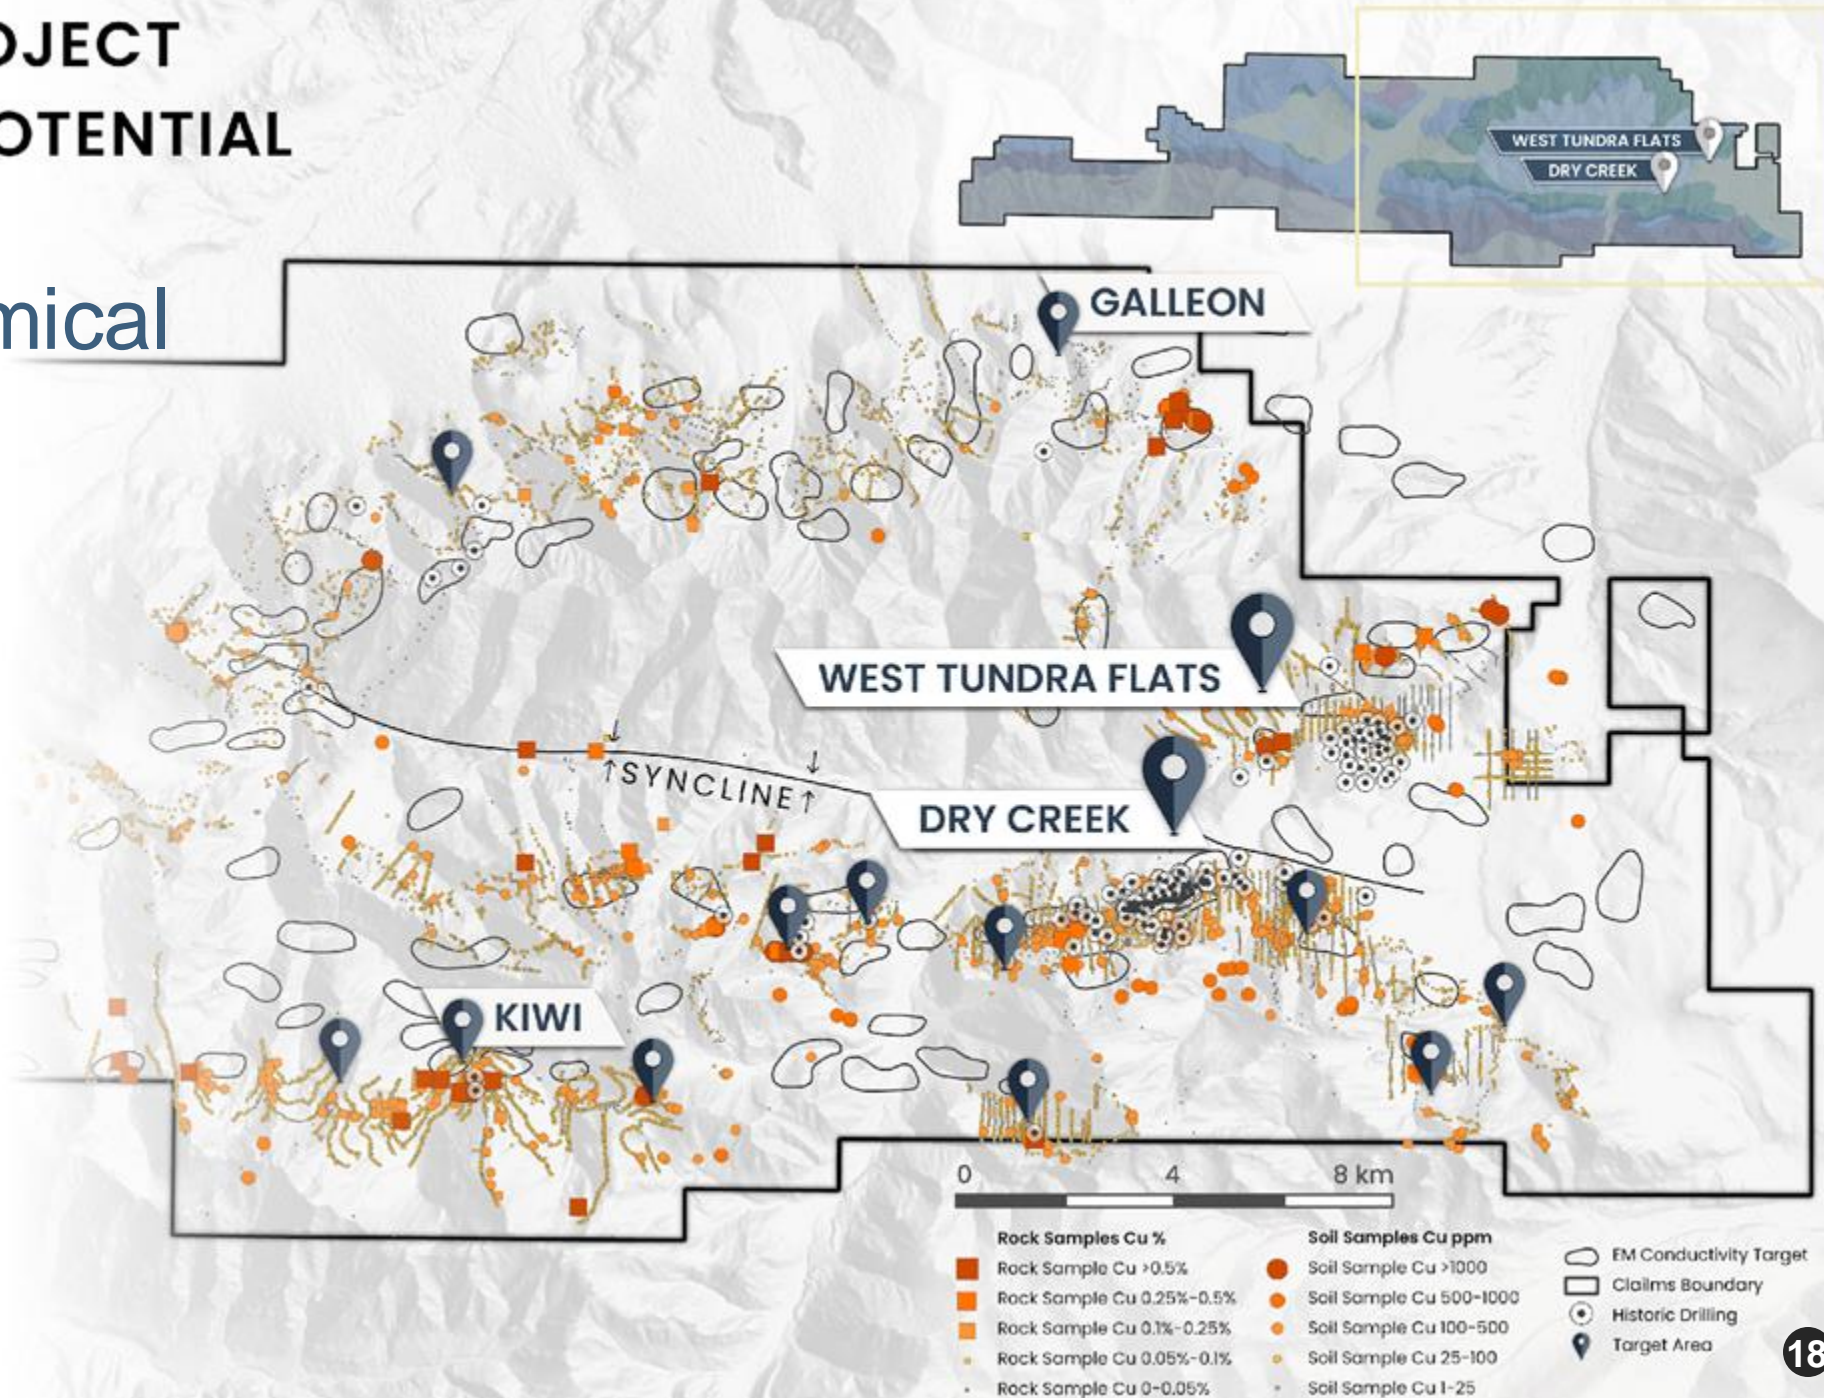 OJECT
OTENTIAL
mical
WEST TUNDRA FLATS
DRY CREEK
GALLEON
WEST TUNDRA FLATS
↑SYNCLINE↑
DRY CREEK
KIWI
0 4 8 km
Rock Samples Cu %
Rock Sample Cu >0.5%
Rock Sample Cu 0.25%-0.5%
Rock Sample Cu 0.1%-0.25%
Rock Sample Cu 0.05%-0.1%
Rock Sample Cu 0-0.05%
Soil Samples Cu ppm
Soil Sample Cu >1000
Soil Sample Cu 500-1000
Soil Sample Cu 100-500
Soil Sample Cu 25-100
Soil Sample Cu 1-25
EM Conductivity Target
Clailms Boundary
Historic Drilling
Target Area
18